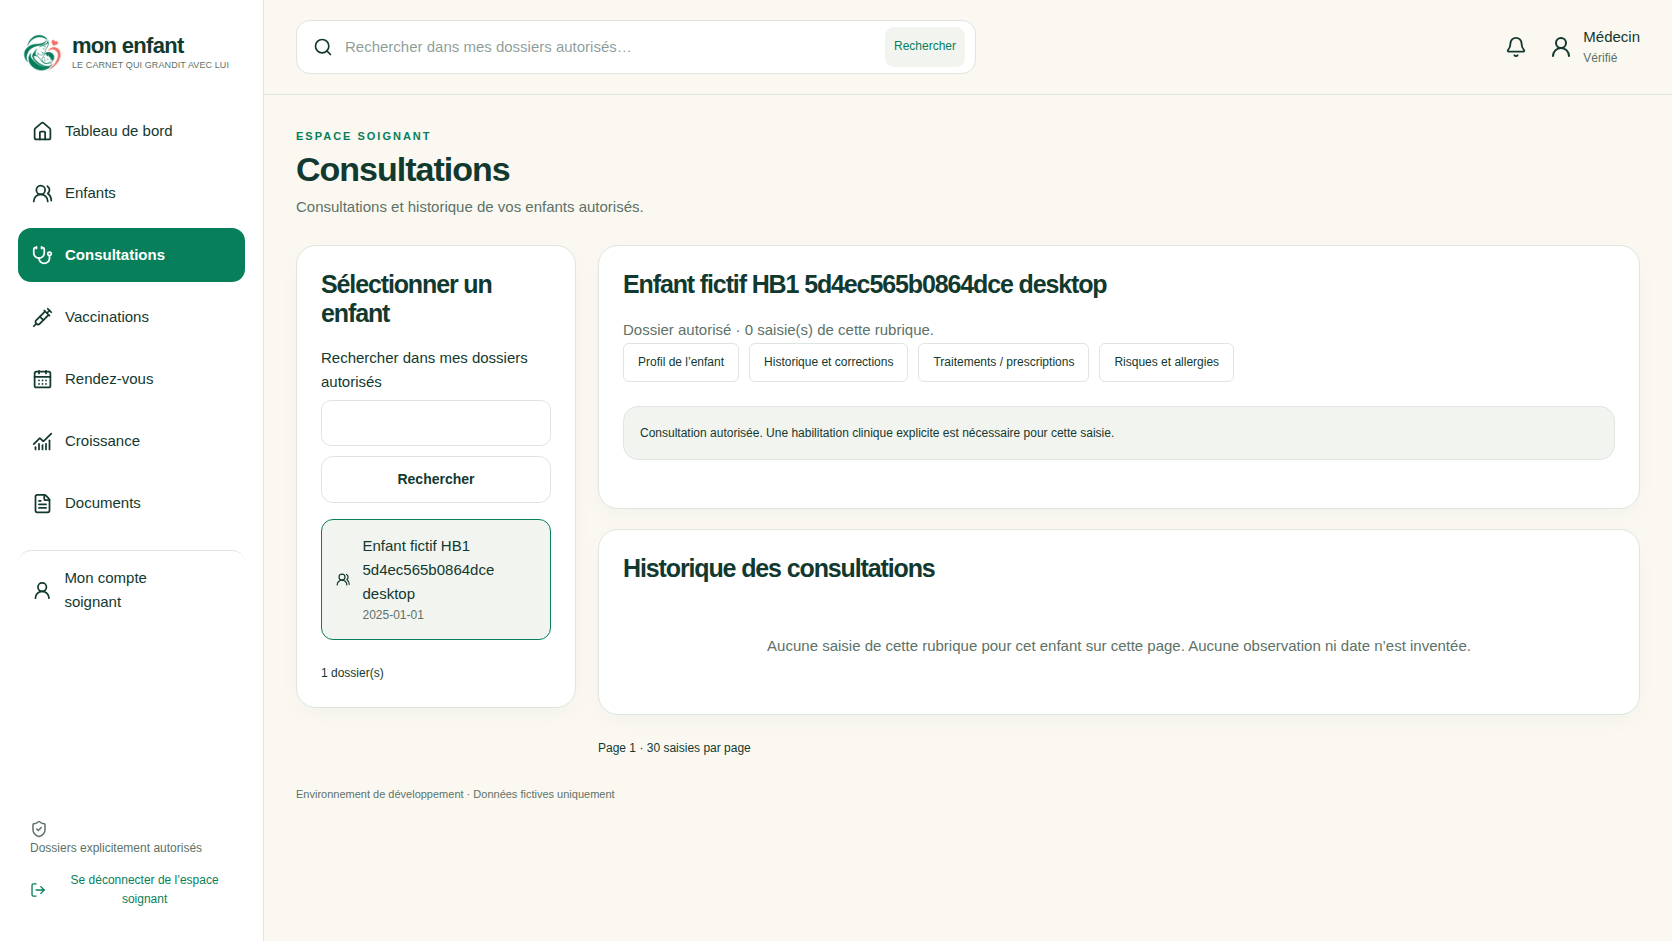 mon enfant
LE CARNET QUI GRANDIT AVEC LUI
Tableau de bord
Enfants
Consultations
Vaccinations
Rendez-vous
Croissance
Documents
Mon compte
soignant
Dossiers explicitement autorisés
Se déconnecter de l’espace
soignant
Rechercher dans mes dossiers autorisés…
Rechercher
Médecin
Vérifié
ESPACE SOIGNANT
Consultations
Consultations et historique de vos enfants autorisés.
Sélectionner un
enfant
Rechercher dans mes dossiers
autorisés
Rechercher
Enfant fictif HB1
5d4ec565b0864dce
desktop
2025-01-01
1 dossier(s)
Enfant fictif HB1 5d4ec565b0864dce desktop
Dossier autorisé · 0 saisie(s) de cette rubrique.
Profil de l’enfant
Historique et corrections
Traitements / prescriptions
Risques et allergies
Consultation autorisée. Une habilitation clinique explicite est nécessaire pour cette saisie.
Historique des consultations
Aucune saisie de cette rubrique pour cet enfant sur cette page. Aucune observation ni date n’est inventée.
Page 1 · 30 saisies par page
Environnement de développement · Données fictives uniquement